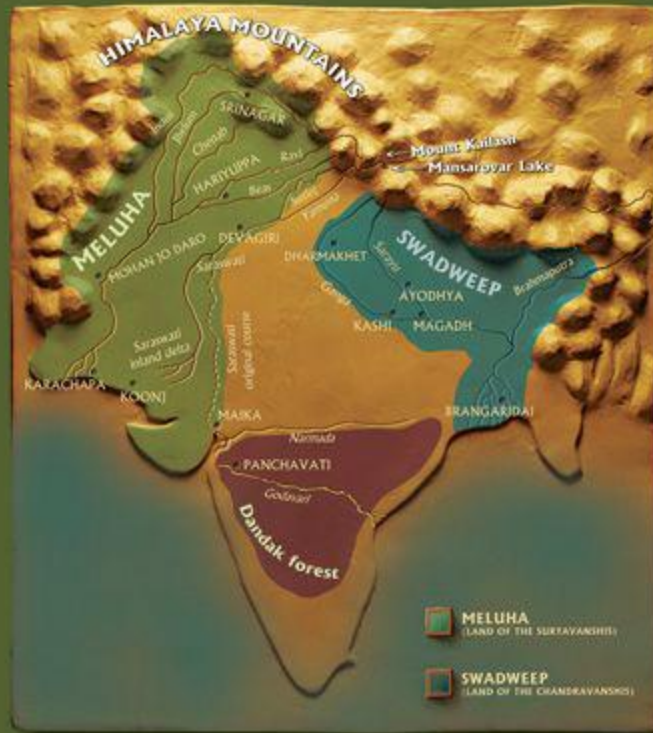 HIMALAYA MOUNTAINS
SRINAGAR
Indus
Jhelum
Chenab
Mount Kailash
Ravi
Mansarovar Lake
HARIYUPPA
Beas
Yamuna
MELUHA
DEVAGIRI
MOHAN JO DARO
DHARMAKHET
SWADWEEP
Saraswati
Sarayu
Brahmaputra
Ganga
AYODHYA
KASHI
MAGADH
Saraswati
inland delta
Saraswati
original course
KARACHAPA
KOONJ
MAIKA
BRANGARIDAI
Narmada
PANCHAVATI
Godavari
Dandak forest
MELUHA
(LAND OF THE SURYAVANSHIS)
SWADWEEP
(LAND OF THE CHANDRAVANSHIS)